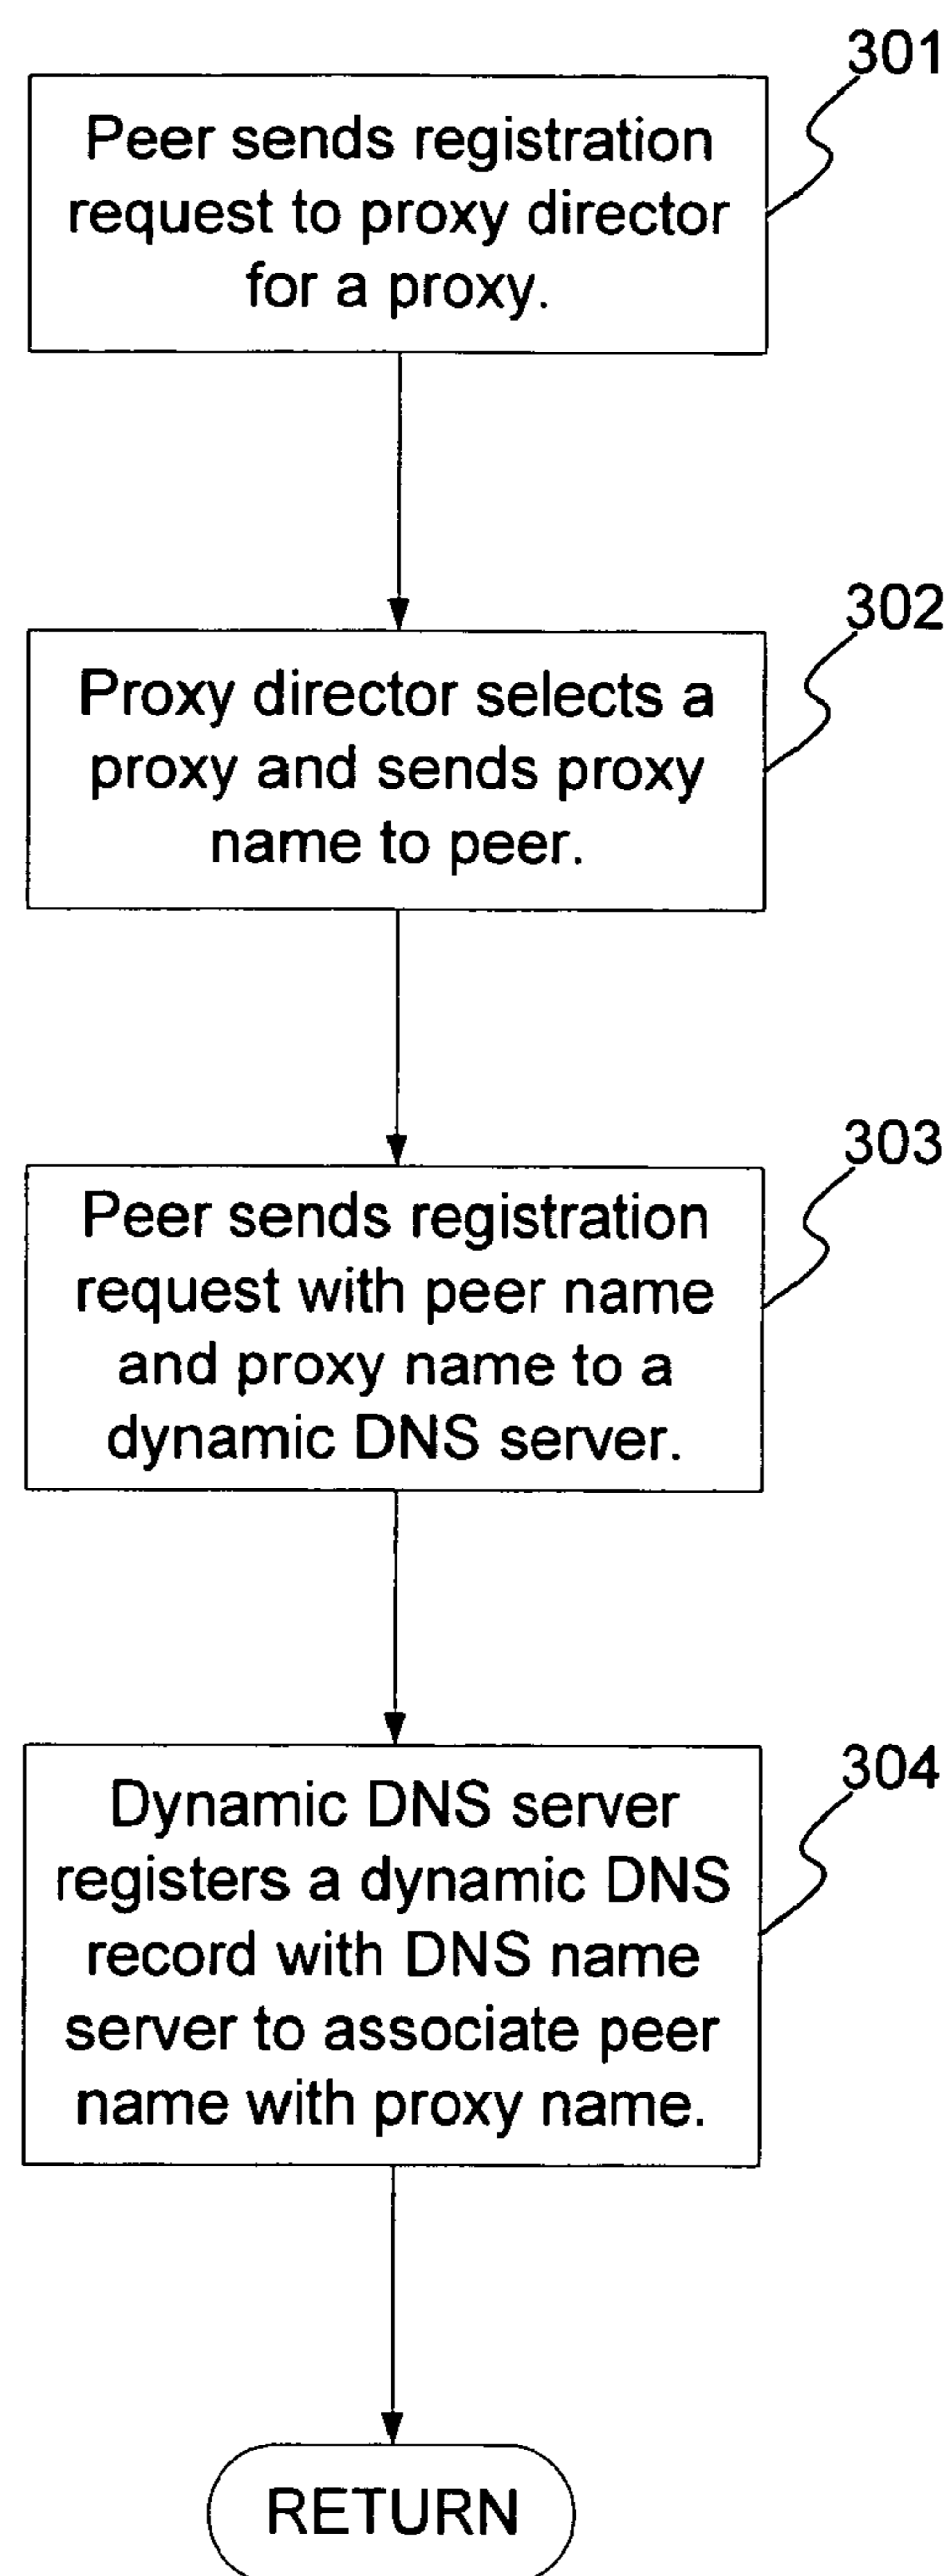 301
Peer sends registration
request to proxy director
for a proxy.
302
Proxy director selects a
proxy and sends proxy
name to peer.
303
Peer sends registration
request with peer name
and proxy name to a
dynamic DNS server.
304
Dynamic DNS server
registers a dynamic DNS
record with DNS name
server to associate peer
name with proxy name.
RETURN